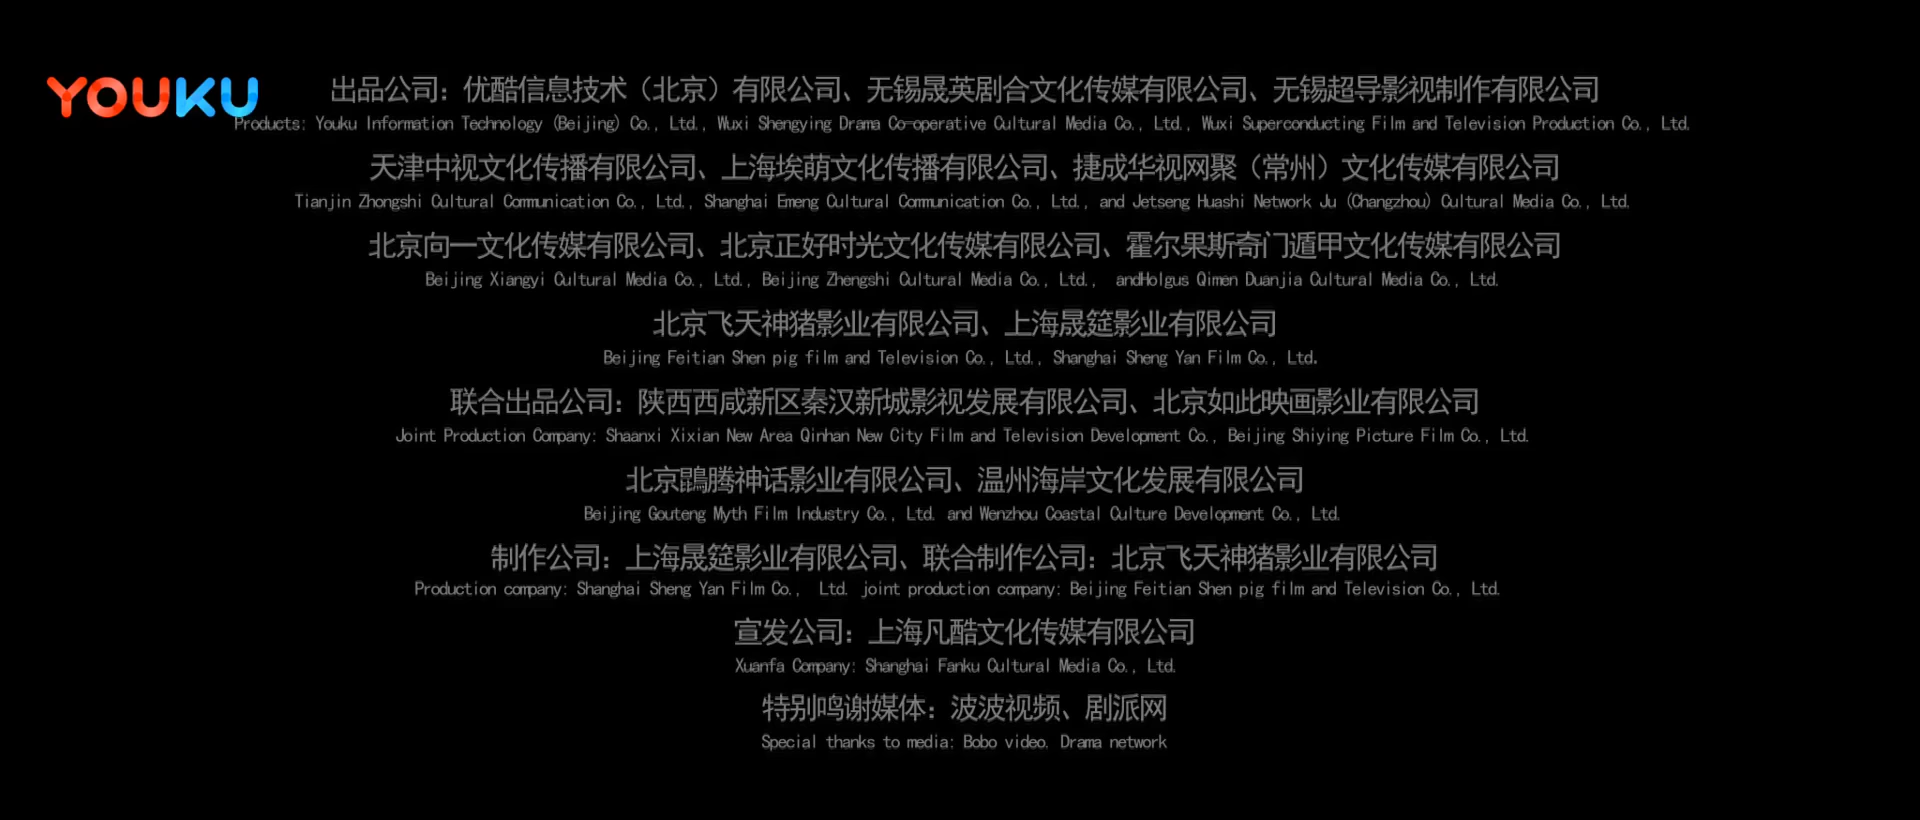 YOUKU
出品公司：优酷信息技术（北京）有限公司、无锡晟英剧合文化传媒有限公司、无锡超导影视制作有限公司
Products: Youku Information Technology (Beijing) Co., Ltd., Wuxi Shengying Drama Co-operative Cultural Media Co., Ltd., Wuxi Superconducting Film and Television Production Co., Ltd.
天津中视文化传播有限公司、上海埃萌文化传播有限公司、捷成华视网聚（常州）文化传媒有限公司
Tianjin Zhongshi Cultural Communication Co., Ltd., Shanghai Emeng Cultural Communication Co., Ltd., and Jetseng Huashi Network Ju (Changzhou) Cultural Media Co., Ltd.
北京向一文化传媒有限公司、北京正好时光文化传媒有限公司、霍尔果斯奇门遁甲文化传媒有限公司
Beijing Xiangyi Cultural Media Co., Ltd., Beijing Zhengshi Cultural Media Co., Ltd., andHolgus Qimen Duanjia Cultural Media Co., Ltd.
北京飞天神猪影业有限公司、上海晟筵影业有限公司
Beijing Feitian Shen pig film and Television Co., Ltd., Shanghai Sheng Yan Film Co., Ltd.
联合出品公司：陕西西咸新区秦汉新城影视发展有限公司、北京如此映画影业有限公司
Joint Production Company: Shaanxi Xixian New Area Qinhan New City Film and Television Development Co., Beijing Shiying Picture Film Co., Ltd.
北京鹍腾神话影业有限公司、温州海岸文化发展有限公司
Beijing Gouteng Myth Film Industry Co., Ltd. and Wenzhou Coastal Culture Development Co., Ltd.
制作公司：上海晟筵影业有限公司、联合制作公司：北京飞天神猪影业有限公司
Production company: Shanghai Sheng Yan Film Co., Ltd. joint production company: Beijing Feitian Shen pig film and Television Co., Ltd.
宣发公司：上海凡酷文化传媒有限公司
Xuanfa Company: Shanghai Fanku Cultural Media Co., Ltd.
特别鸣谢媒体：波波视频、剧派网
Special thanks to media: Bobo video. Drama network